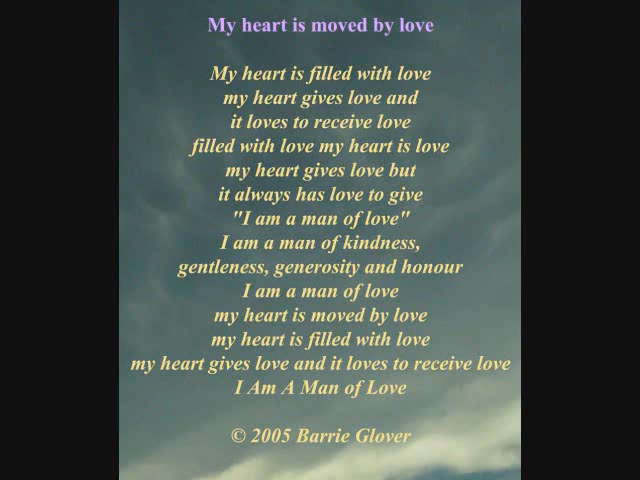 My heart is moved by love
My heart is filled with love
my heart gives love and
it loves to receive love
filled with love my heart is love
my heart gives love but
it always has love to give
"I am a man of love"
I am a man of kindness,
gentleness, generosity and honour
I am a man of love
my heart is moved by love
my heart is filled with love
my heart gives love and it loves to receive love
I Am A Man of Love
© 2005 Barrie Glover